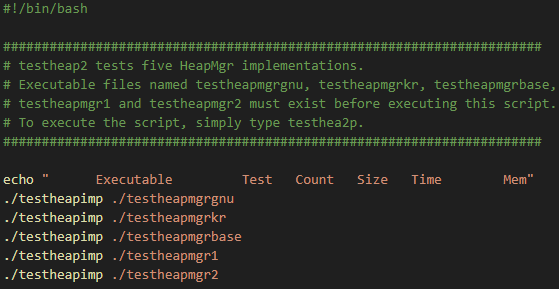 #!/bin/bash
######################################################################
# testheap2 tests five HeapMgr implementations.
# Executable files named testheapmgrgnu, testheapmgrkr, testheapmgrbase,
# testheapmgr1 and testheapmgr2 must exist before executing this script.
# To execute the script, simply type testhea2p.
######################################################################
echo "      Executable         Test   Count   Size   Time        Mem"
./testheapimp ./testheapmgrgnu
./testheapimp ./testheapmgrkr
./testheapimp ./testheapmgrbase
./testheapimp ./testheapmgr1
./testheapimp ./testheapmgr2